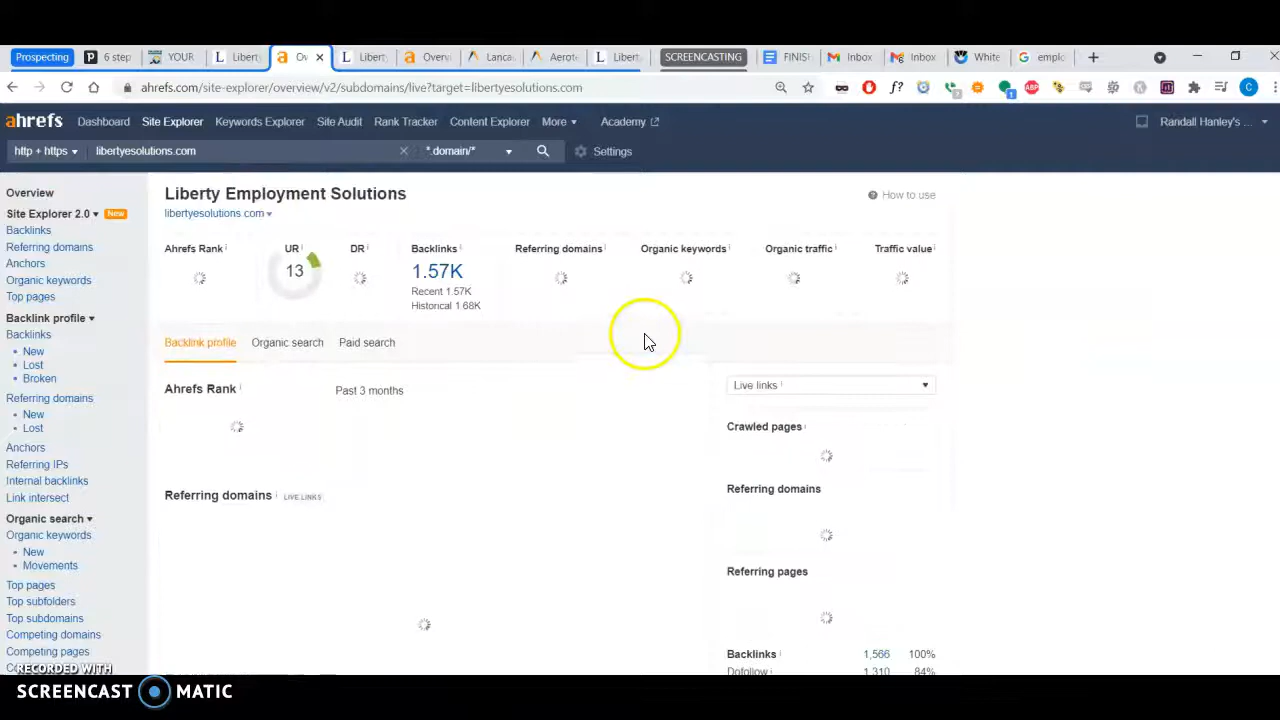 Prospecting 6 step YOUR Libert Ov Libert Overv Lanca Aerote Libert SCREENCASTING FINISH Inbox Inbox White emplo
ahrefs.com/site-explorer/overview/v2/subdomains/live?target=libertyesolutions.com
ahrefs Dashboard Site Explorer Keywords Explorer Site Audit Rank Tracker Content Explorer More Academy Randall Hanley's ...
http + https libertyesolutions.com *.domain/* Settings
Overview
Site Explorer 2.0 New
Backlinks
Referring domains
Anchors
Organic keywords
Top pages
Backlink profile
Backlinks
New
Lost
Broken
Referring domains
New
Lost
Anchors
Referring IPs
Internal backlinks
Link intersect
Organic search
Organic keywords
New
Movements
Top pages
Top subfolders
Top subdomains
Competing domains
Competing pages
Liberty Employment Solutions
How to use
libertyesolutions.com
Ahrefs Rank UR DR Backlinks Referring domains Organic keywords Organic traffic Traffic value
13 1.57K
Recent 1.57K
Historical 1.68K
Backlink profile Organic search Paid search
Ahrefs Rank Past 3 months
Referring domains LIVE LINKS
Live links
Crawled pages
Referring domains
Referring pages
Backlinks 1,566 100%
Dofollow 1,310 84%
RECORDED WITH
SCREENCAST MATIC